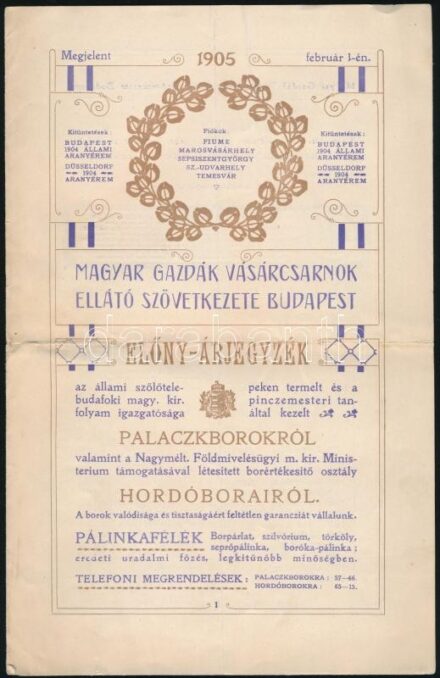 Megjelent 1905 február 1-én.
Kitüntetések:
BUDAPEST
1904 ÁLLAMI
ARANYÉREM
DÜSSELDORF
1904
ARANYÉREM
Fiókok
FIUME
MAROSVÁSÁRHELY
SEPSISZENTGYÖRGY
SZ.-UDVARHELY
TEMESVÁR
Kitüntetések:
BUDAPEST
1904 ÁLLAMI
ARANYÉREM
DÜSSELDORF
1904
ARANYÉREM
MAGYAR GAZDÁK VÁSÁRCSARNOK
ELLÁTÓ SZÖVETKEZETE BUDAPEST
darabanth
ELŐNY-ÁRJEGYZÉK
az állami szőlőtele- peken termelt és a
budafoki magy. kir. pinczemesteri tan-
folyam igazgatósága által kezelt
PALACZKBOROKRÓL
valamint a Nagymélt. Földmivelésügyi m. kir. Minis-
terium támogatásával létesített borértékesítő osztály
HORDÓBORAIRÓL.
A borok valódisága és tisztaságáért feltétlen garancziát vállalunk.
PÁLINKAFÉLÉK Borpárlat, szilvórium, törköly,
seprőpálinka, boróka-pálinka;
eredeti uradalmi főzés, legkitünőbb minőségben.
TELEFONI MEGRENDELÉSEK: PALACZKBOROKRA: 57—46.
HORDÓBOROKRA: 65—15.
1